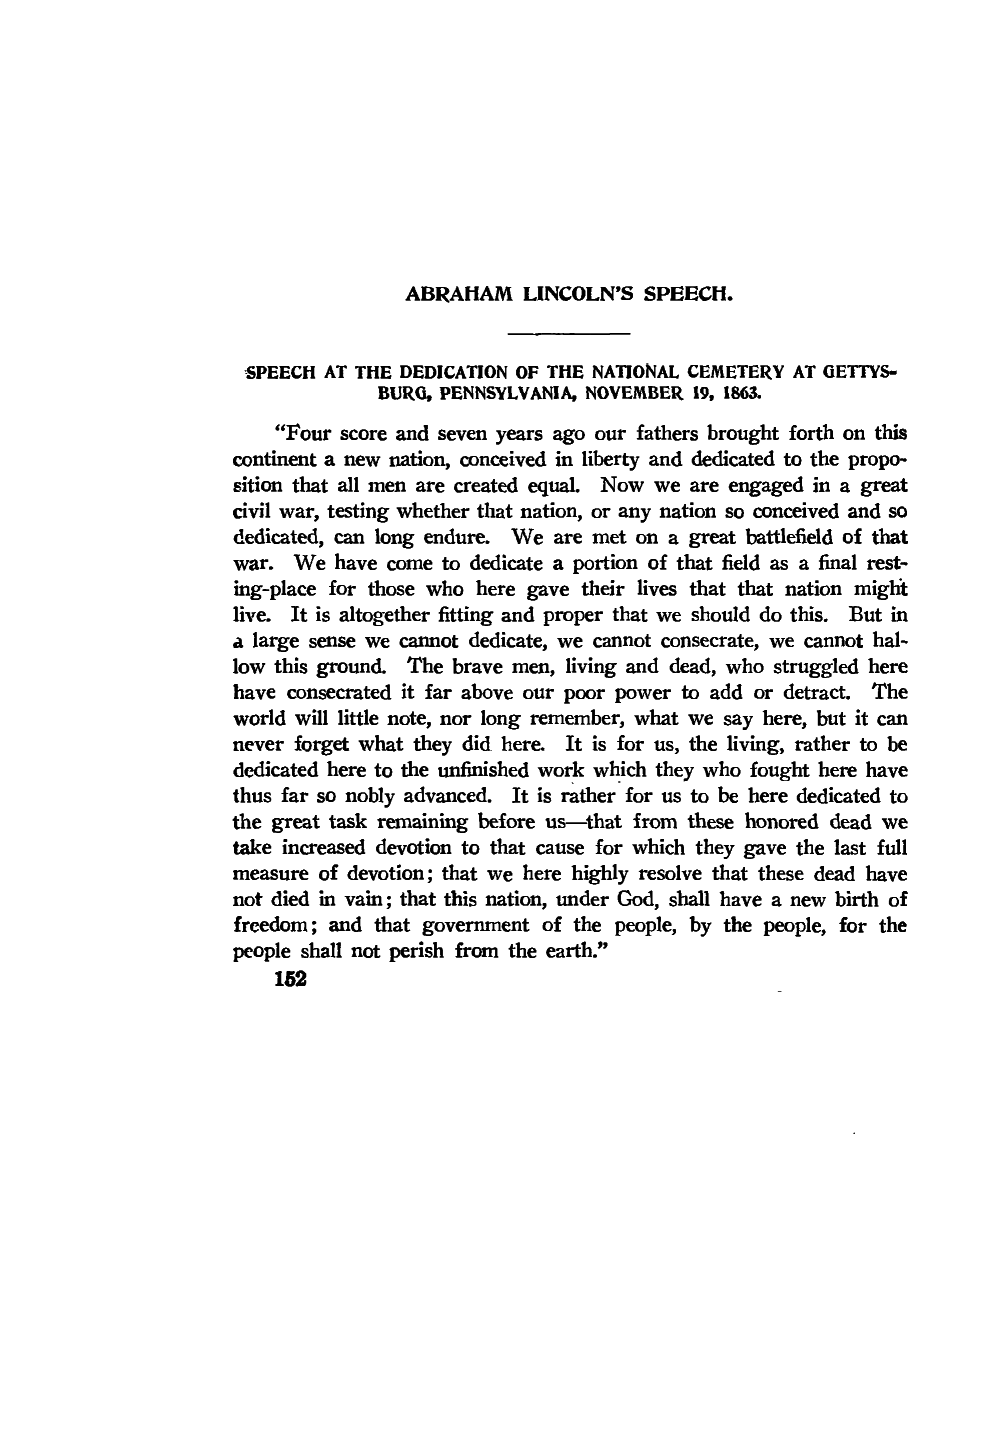 ABRAHAM LINCOLN'S SPEECH.
SPEECH AT THE DEDICATION OF THE NATIONAL CEMETERY AT GETTYS-
BURG, PENNSYLVANIA, NOVEMBER 19, 1863.
"Four score and seven years ago our fathers brought forth on this
continent a new nation, conceived in liberty and dedicated to the propo-
sition that all men are created equal. Now we are engaged in a great
civil war, testing whether that nation, or any nation so conceived and so
dedicated, can long endure. We are met on a great battlefield of that
war. We have come to dedicate a portion of that field as a final rest-
ing-place for those who here gave their lives that that nation might
live. It is altogether fitting and proper that we should do this. But in
a large sense we cannot dedicate, we cannot consecrate, we cannot hal-
low this ground. The brave men, living and dead, who struggled here
have consecrated it far above our poor power to add or detract. The
world will little note, nor long remember, what we say here, but it can
never forget what they did here. It is for us, the living, rather to be
dedicated here to the unfinished work which they who fought here have
thus far so nobly advanced. It is rather for us to be here dedicated to
the great task remaining before us—that from these honored dead we
take increased devotion to that cause for which they gave the last full
measure of devotion; that we here highly resolve that these dead have
not died in vain; that this nation, under God, shall have a new birth of
freedom; and that government of the people, by the people, for the
people shall not perish from the earth."
152